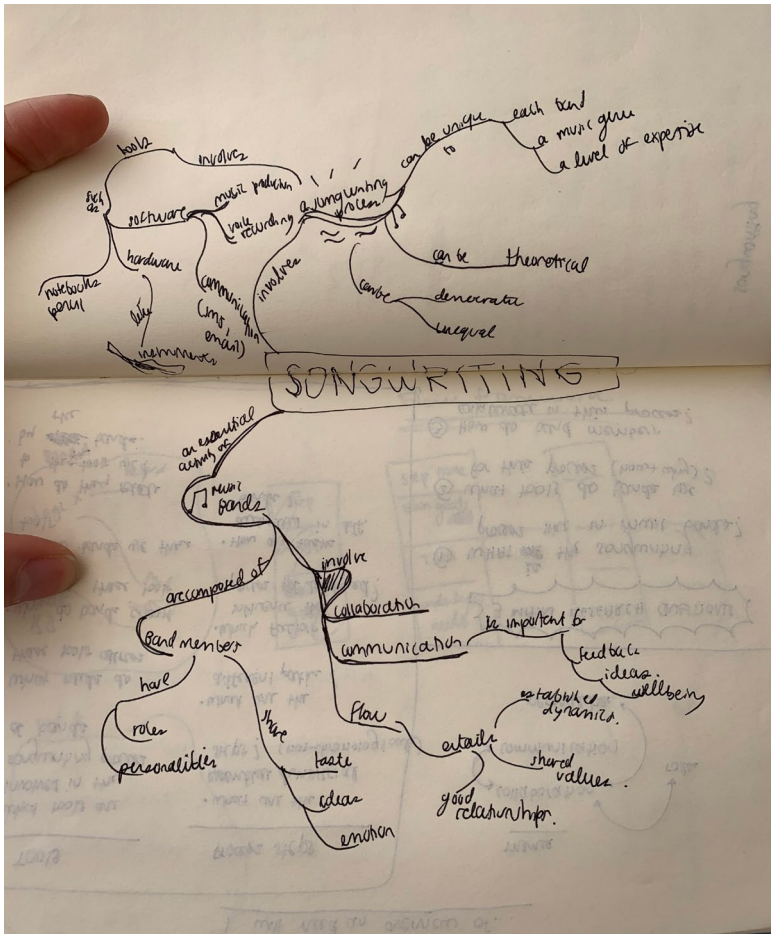 tools
involves
such
as
software
music production
voice
recording
hardware
notebooks
pencil
like
instruments
communication
(ims,
email)
a songwriting
process
involves
can be unique
to
each band
a music genre
a level of expertise
can be
theoretical
can be
democratic
unequal
SONGWRITING
an essential
activity of
music
bands
are composed of
Band members
have
roles
personalities
share
taste
ideas
emotion
involve
collaboration
communication
is important for
feedback
ideas.
wellbeing
flow
entails
established
dynamics.
shared
values.
good
relationships.